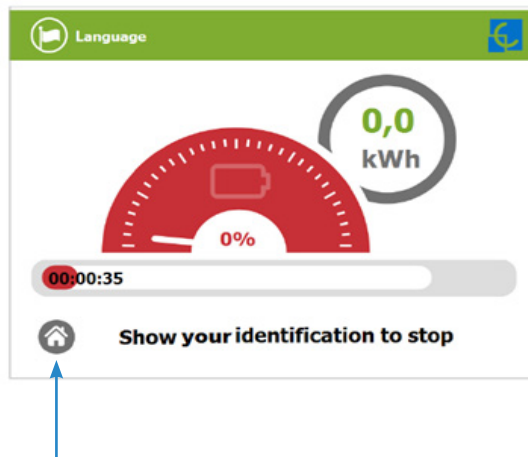 Language
0,0
kWh
0%
00:00:35
Show your identification to stop